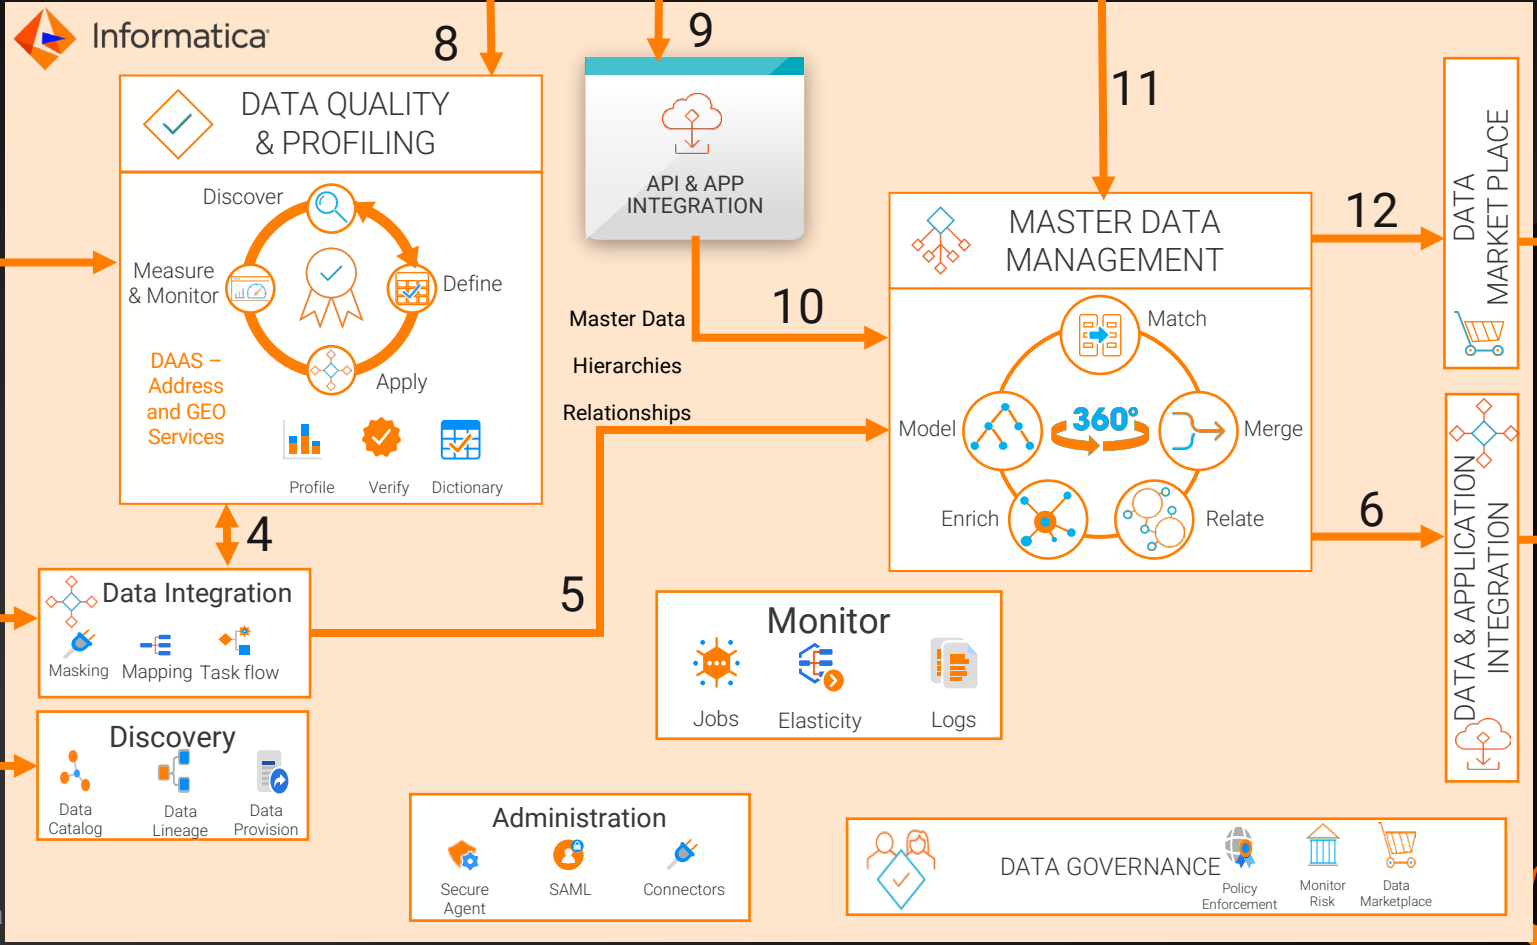 Informatica
8
9
11
DATA QUALITY
& PROFILING
Discover
Measure
& Monitor
Define
Apply
DAAS –
Address
and GEO
Services
Profile
Verify
Dictionary
API & APP
INTEGRATION
10
Master Data
Hierarchies
Relationships
MASTER DATA
MANAGEMENT
Match
Model
360°
Merge
Enrich
Relate
12
DATA
MARKET PLACE
6
DATA & APPLICATION
INTEGRATION
4
5
Data Integration
Masking
Mapping
Task flow
Discovery
Data
Catalog
Data
Lineage
Data
Provision
Monitor
Jobs
Elasticity
Logs
Administration
Secure
Agent
SAML
Connectors
DATA GOVERNANCE
Policy
Enforcement
Monitor
Risk
Data
Marketplace